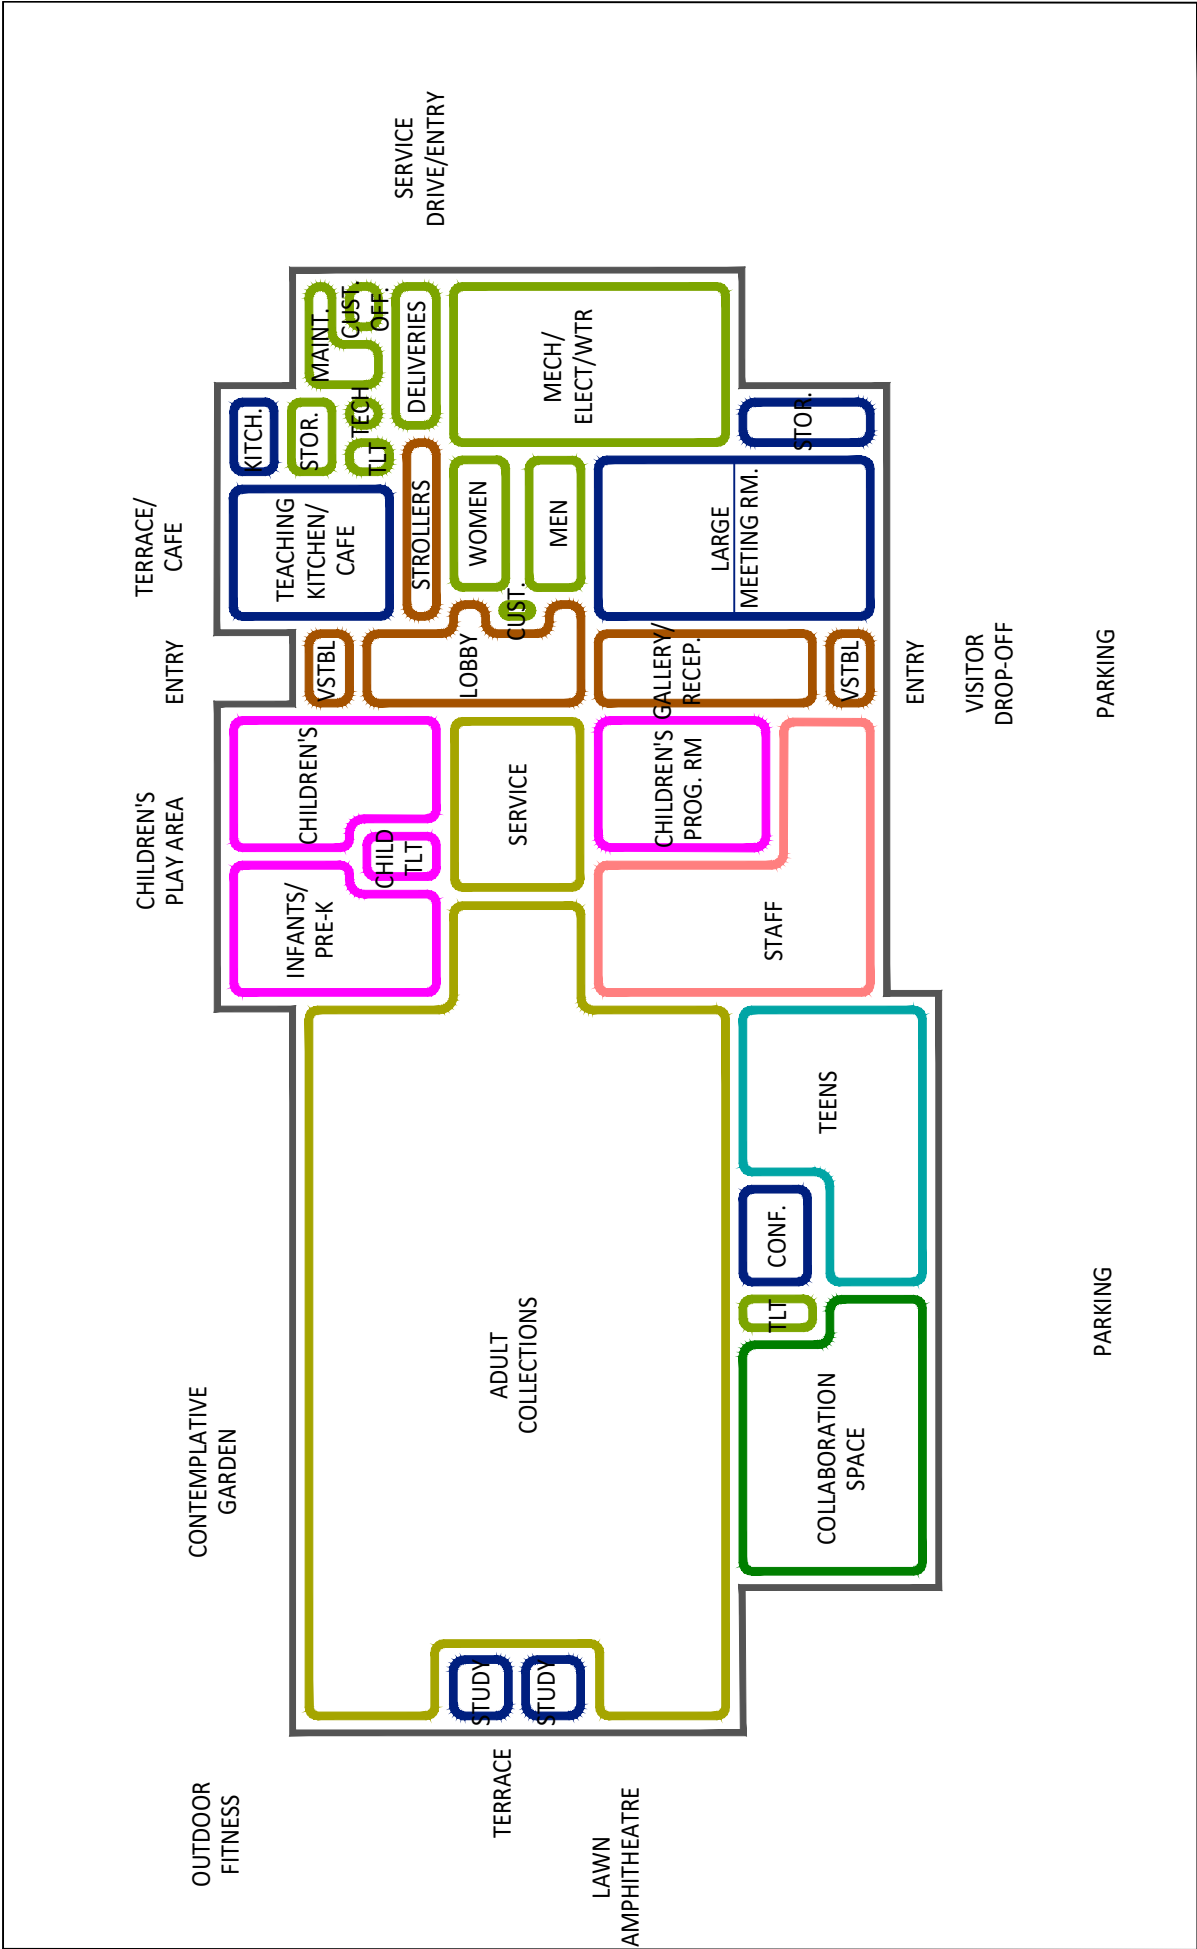 OUTDOOR
FITNESS
CONTEMPLATIVE
GARDEN
CHILDREN'S
PLAY AREA
ENTRY
TERRACE/
CAFE
SERVICE
DRIVE/ENTRY
INFANTS/
PRE-K
CHILDREN'S
CHILD
TLT
VSTBL
TEACHING
KITCHEN/
CAFE
KITCH.
STOR.
TLT
TECH
MAINT.
CUST.
OFF.
STROLLERS
DELIVERIES
TERRACE
LAWN
AMPHITHEATRE
STUDY
STUDY
ADULT
COLLECTIONS
SERVICE
LOBBY
CUST.
WOMEN
MEN
MECH/
ELECT/WTR
CHILDREN'S
PROG. RM
GALLERY/
RECEP.
LARGE
MEETING RM.
STOR.
COLLABORATION
SPACE
TLT
CONF.
TEENS
STAFF
VSTBL
ENTRY
VISITOR
DROP-OFF
PARKING
PARKING